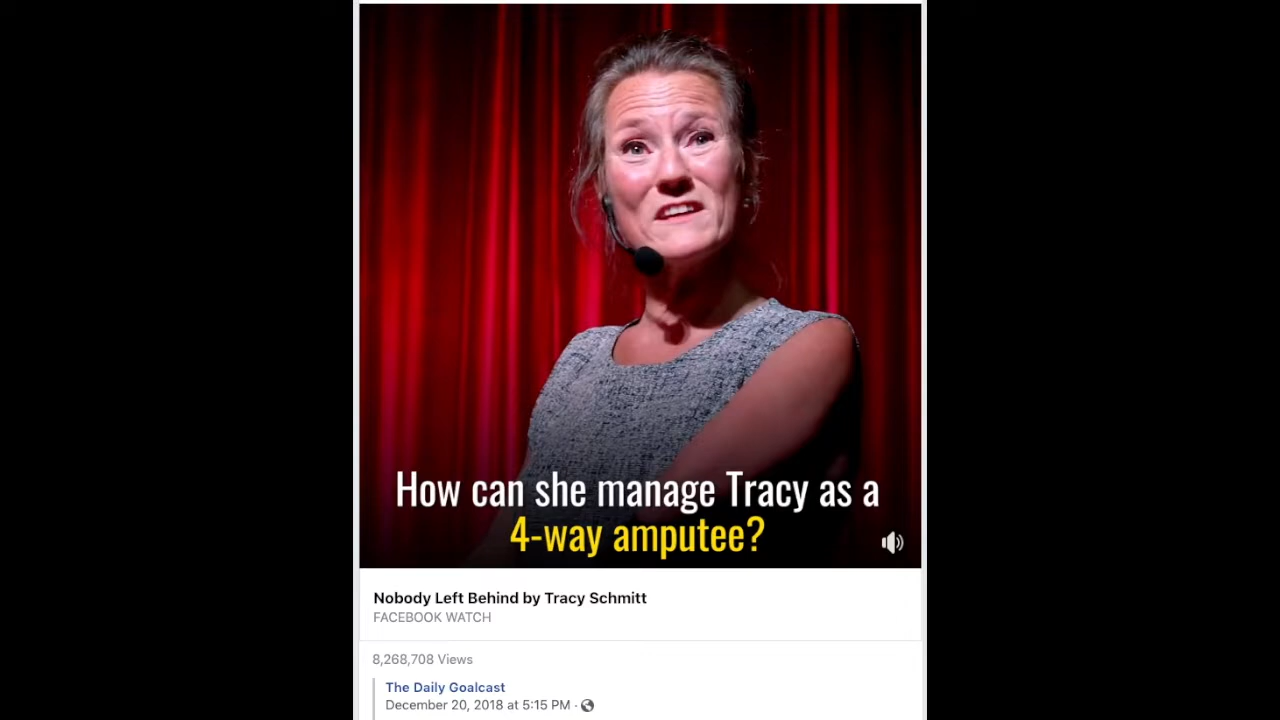 How can she manage Tracy as a
4-way amputee?
Nobody Left Behind by Tracy Schmitt
FACEBOOK WATCH
8,268,708 Views
The Daily Goalcast
December 20, 2018 at 5:15 PM ·